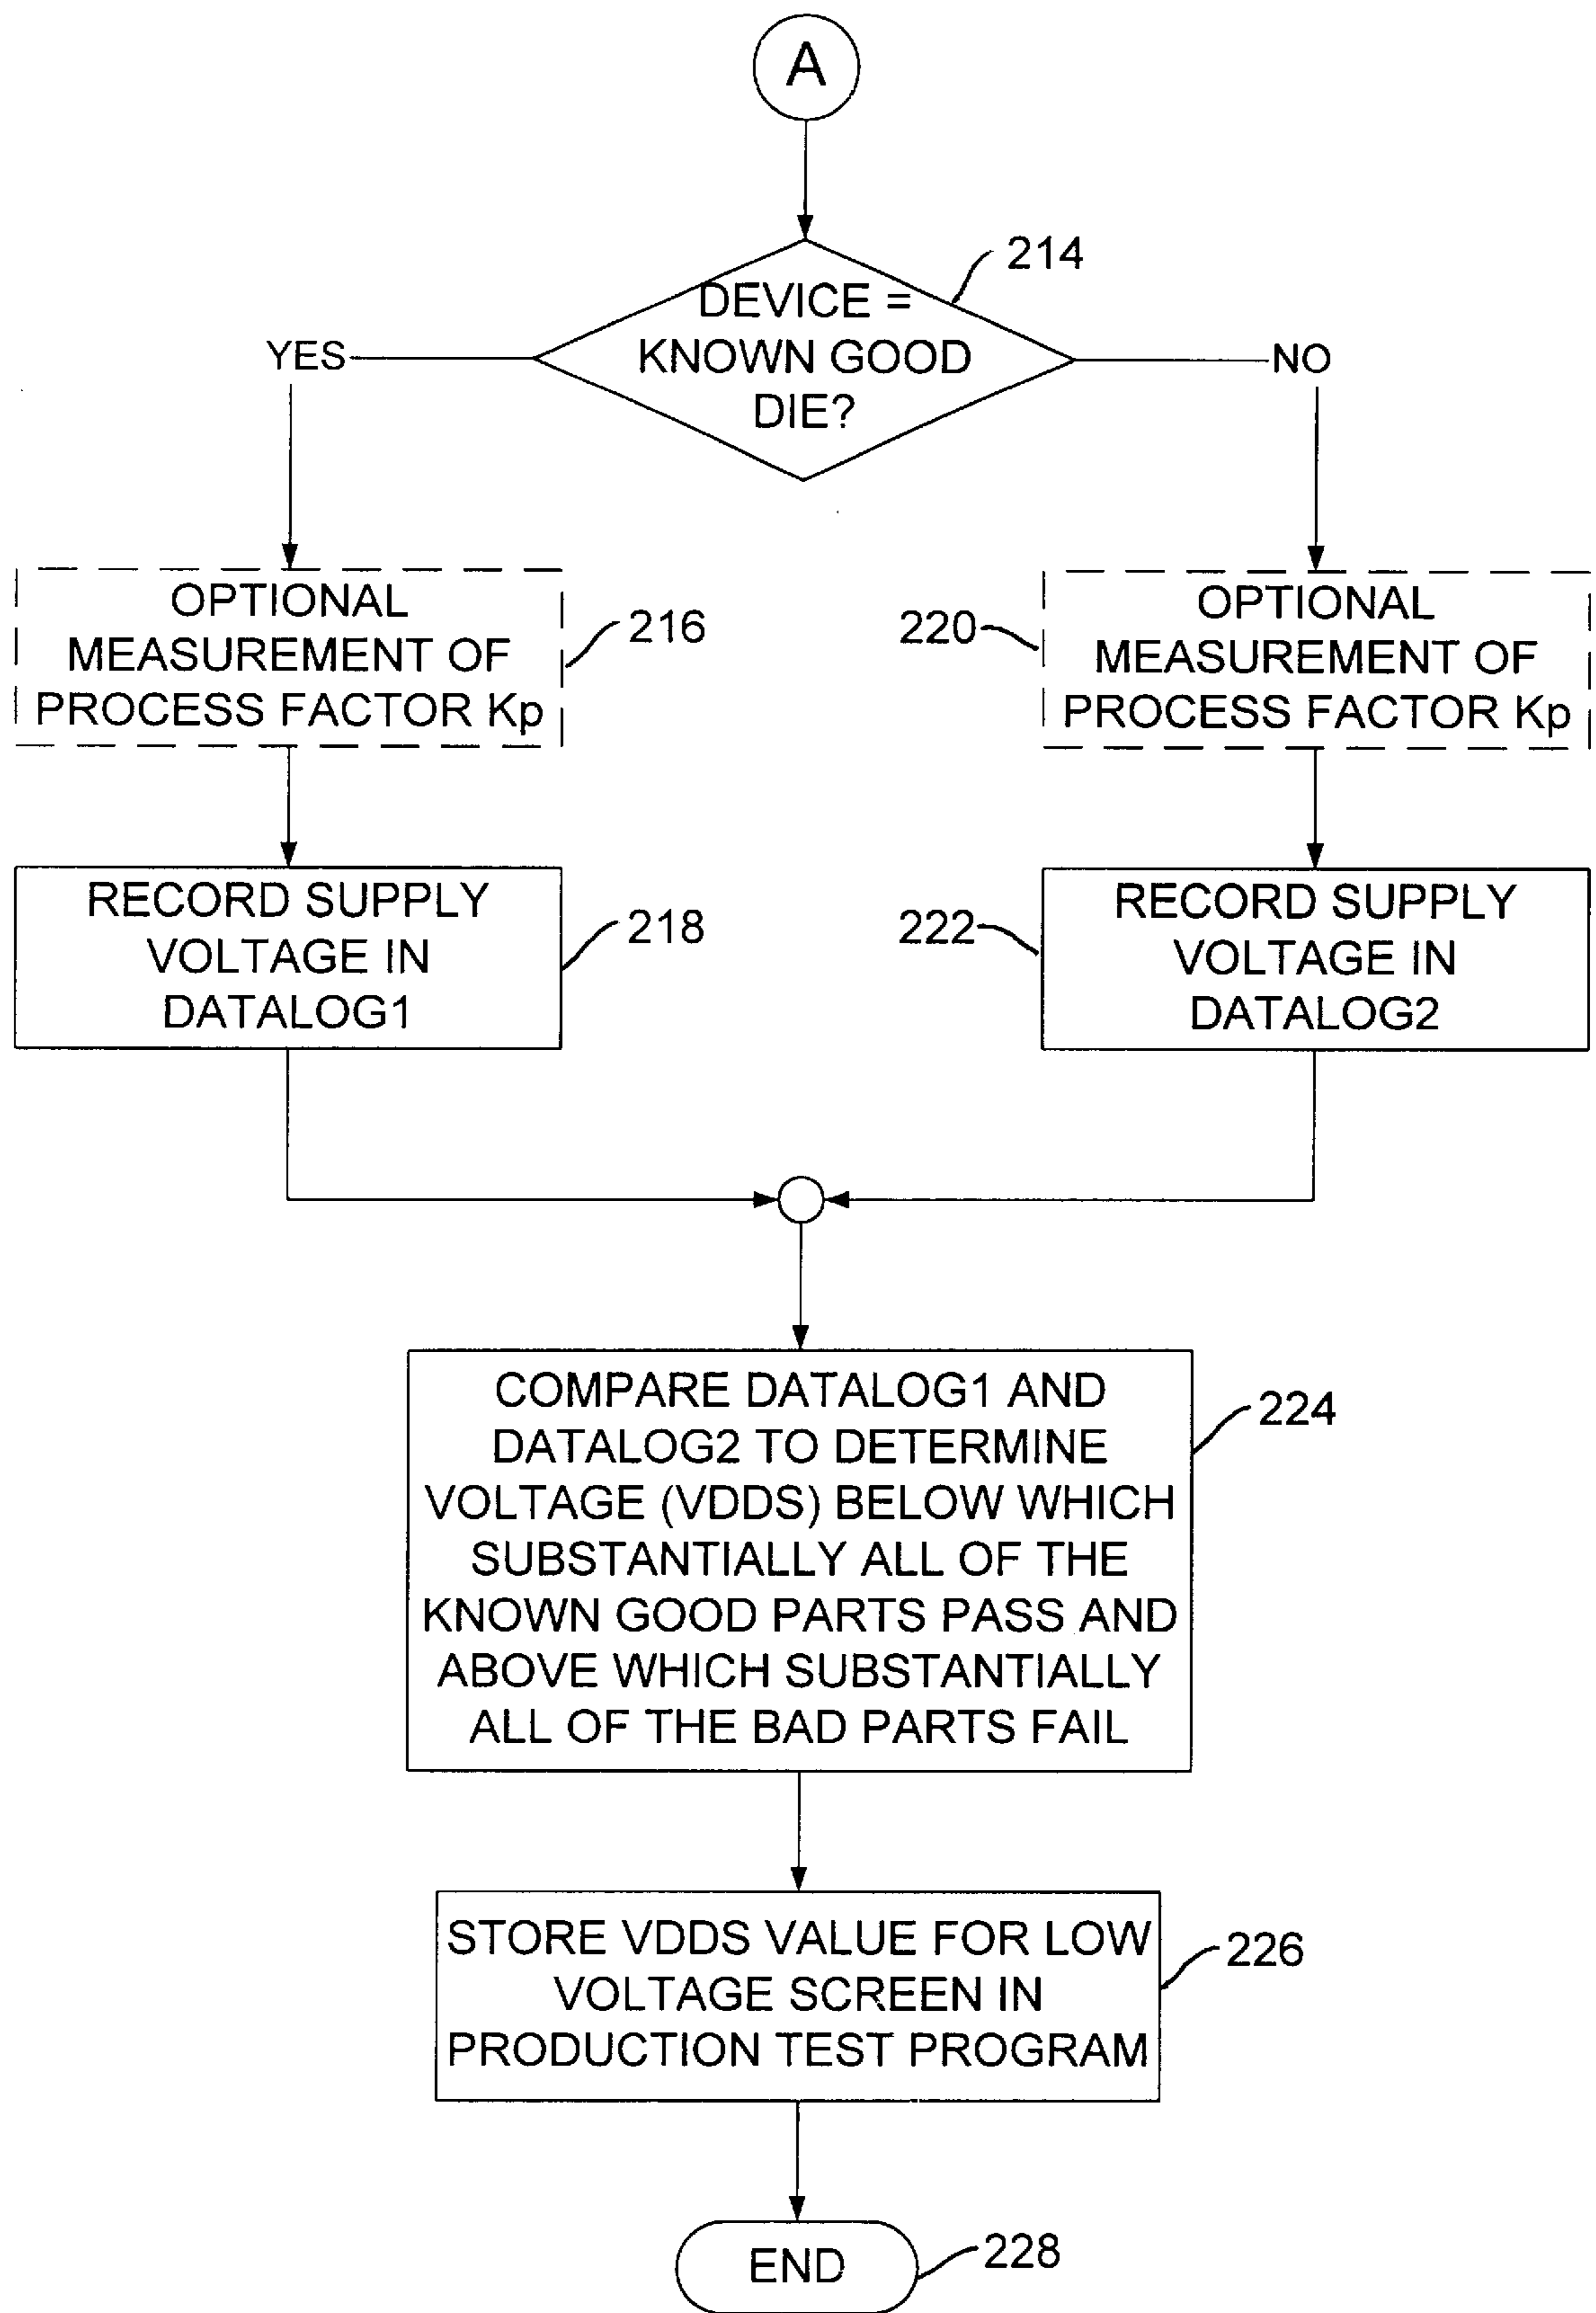 A
214
DEVICE =
KNOWN GOOD
DIE?
YES
NO
OPTIONAL
MEASUREMENT OF
PROCESS FACTOR Kp
216
220
OPTIONAL
MEASUREMENT OF
PROCESS FACTOR Kp
RECORD SUPPLY
VOLTAGE IN
DATALOG1
218
222
RECORD SUPPLY
VOLTAGE IN
DATALOG2
COMPARE DATALOG1 AND
DATALOG2 TO DETERMINE
VOLTAGE (VDDS) BELOW WHICH
SUBSTANTIALLY ALL OF THE
KNOWN GOOD PARTS PASS AND
ABOVE WHICH SUBSTANTIALLY
ALL OF THE BAD PARTS FAIL
224
STORE VDDS VALUE FOR LOW
VOLTAGE SCREEN IN
PRODUCTION TEST PROGRAM
226
END
228